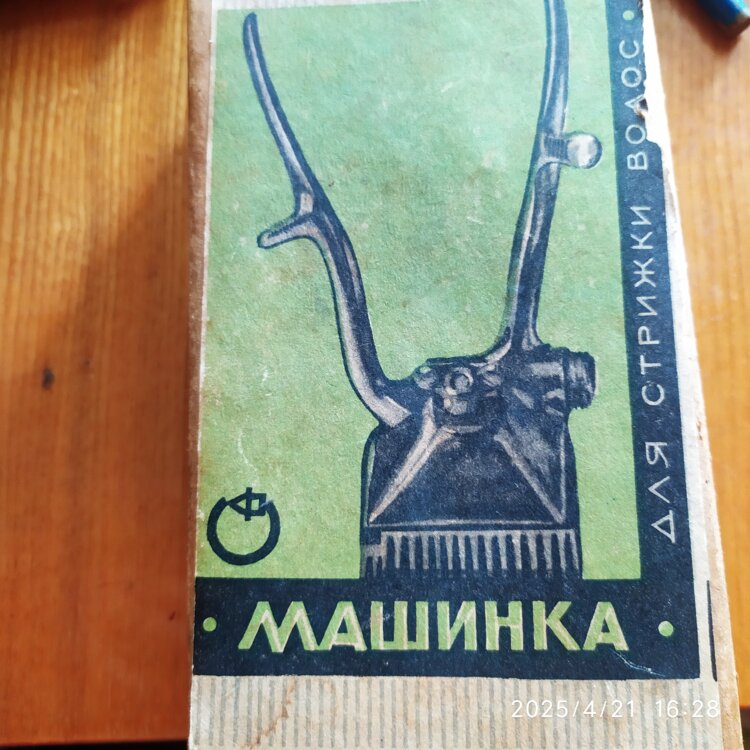 ДЛЯ СТРИЖКИ ВОЛОС
МАШИНКА
2025/4/21 16:28